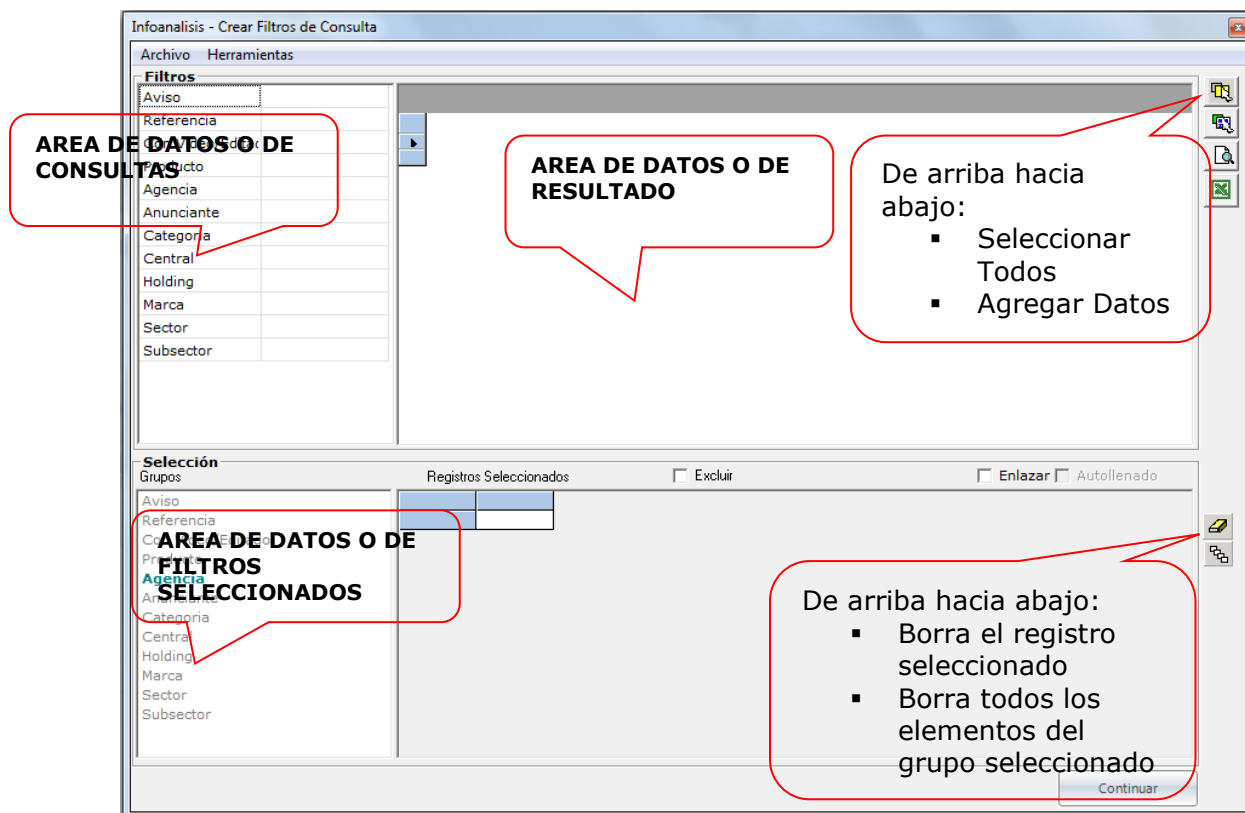 Infoanalisis - Crear Filtros de Consulta
Archivo Herramientas
Filtros
Aviso
Referencia
Producto
Agencia
Anunciante
Categoria
Central
Holding
Marca
Sector
Subsector
AREA DE DATOS O DE
CONSULTAS
AREA DE DATOS O DE
RESULTADO
De arriba hacia
abajo:
▪ Seleccionar
Todos
▪ Agregar Datos
Selección
Grupos
Registros Seleccionados
Excluir
Enlazar
Autollenado
Aviso
Referencia
Producto
Agencia
Anunciante
Categoria
Central
Holding
Marca
Sector
Subsector
AREA DE DATOS O DE
FILTROS
SELECCIONADOS
De arriba hacia abajo:
▪ Borra el registro
seleccionado
▪ Borra todos los
elementos del
grupo seleccionado
Continuar